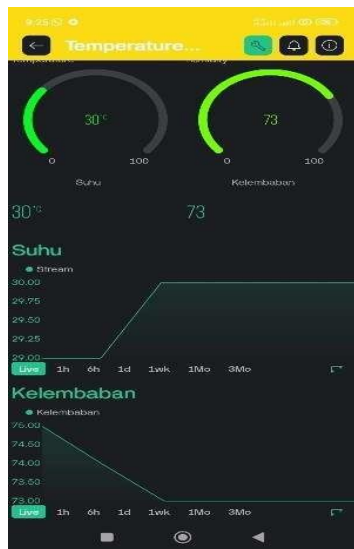 9:25
Temperature...
30°C
73
0 100
0 100
Suhu
Kelembaban
30°C
73
Suhu
Stream
30.00
29.75
29.50
29.25
29.00
Live 1h 6h 1d 1wk 1Mo 3Mo
Kelembaban
Kelembaban
75.00
74.50
74.00
73.50
73.00
Live 1h 6h 1d 1wk 1Mo 3Mo